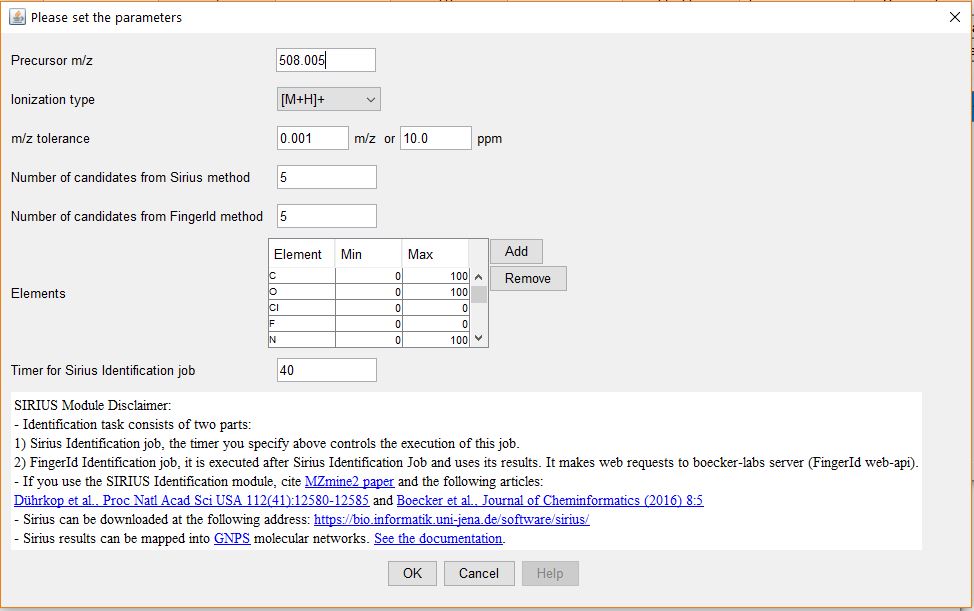 Please set the parameters
Precursor m/z 508.005
Ionization type [M+H]+
m/z tolerance 0.001 m/z or 10.0 ppm
Number of candidates from Sirius method 5
Number of candidates from FingerId method 5
Element Min Max Add
Remove
C 0 100
O 0 100
Elements Cl 0 0
F 0 0
N 0 100
Timer for Sirius Identification job 40
SIRIUS Module Disclaimer:
- Identification task consists of two parts:
1) Sirius Identification job, the timer you specify above controls the execution of this job.
2) FingerId Identification job, it is executed after Sirius Identification Job and uses its results. It makes web requests to boecker-labs server (FingerId web-api).
- If you use the SIRIUS Identification module, cite MZmine2 paper and the following articles:
Dührkop et al., Proc Natl Acad Sci USA 112(41):12580-12585 and Boecker et al., Journal of Cheminformatics (2016) 8:5
- Sirius can be downloaded at the following address: https://bio.informatik.uni-jena.de/software/sirius/
- Sirius results can be mapped into GNPS molecular networks. See the documentation.
OK Cancel Help